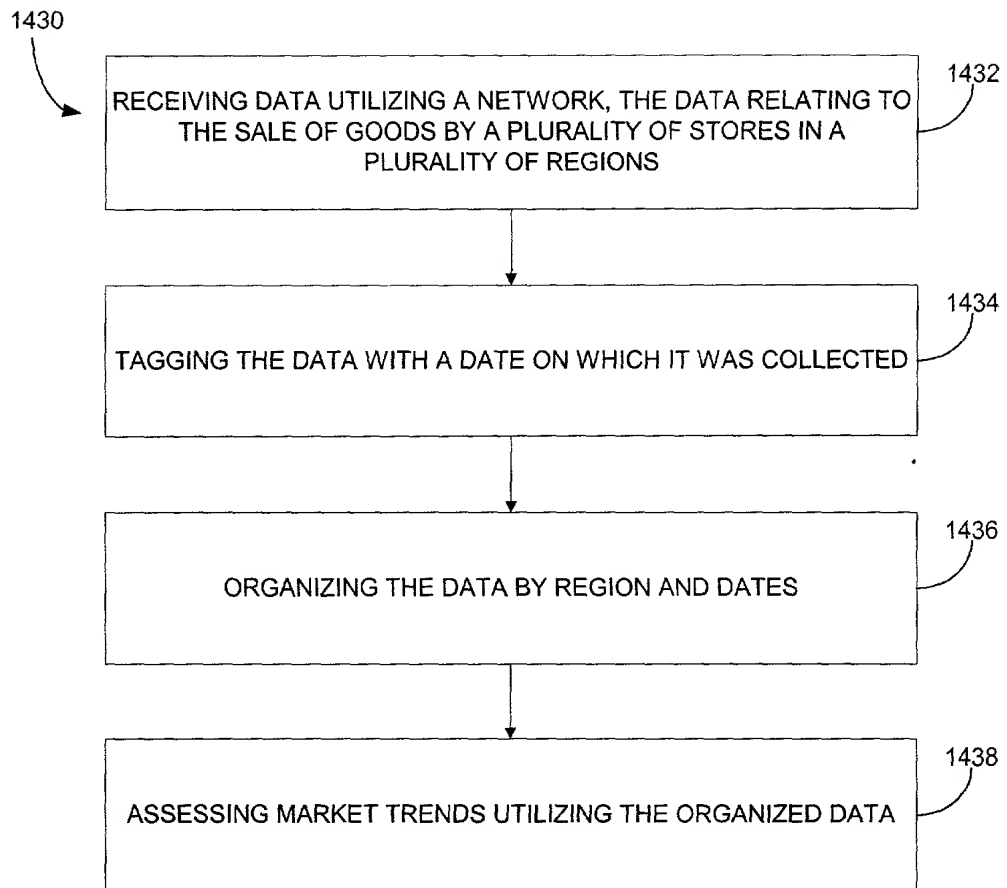 1430
1432
RECEIVING DATA UTILIZING A NETWORK, THE DATA RELATING TO
THE SALE OF GOODS BY A PLURALITY OF STORES IN A
PLURALITY OF REGIONS
1434
TAGGING THE DATA WITH A DATE ON WHICH IT WAS COLLECTED
1436
ORGANIZING THE DATA BY REGION AND DATES
1438
ASSESSING MARKET TRENDS UTILIZING THE ORGANIZED DATA